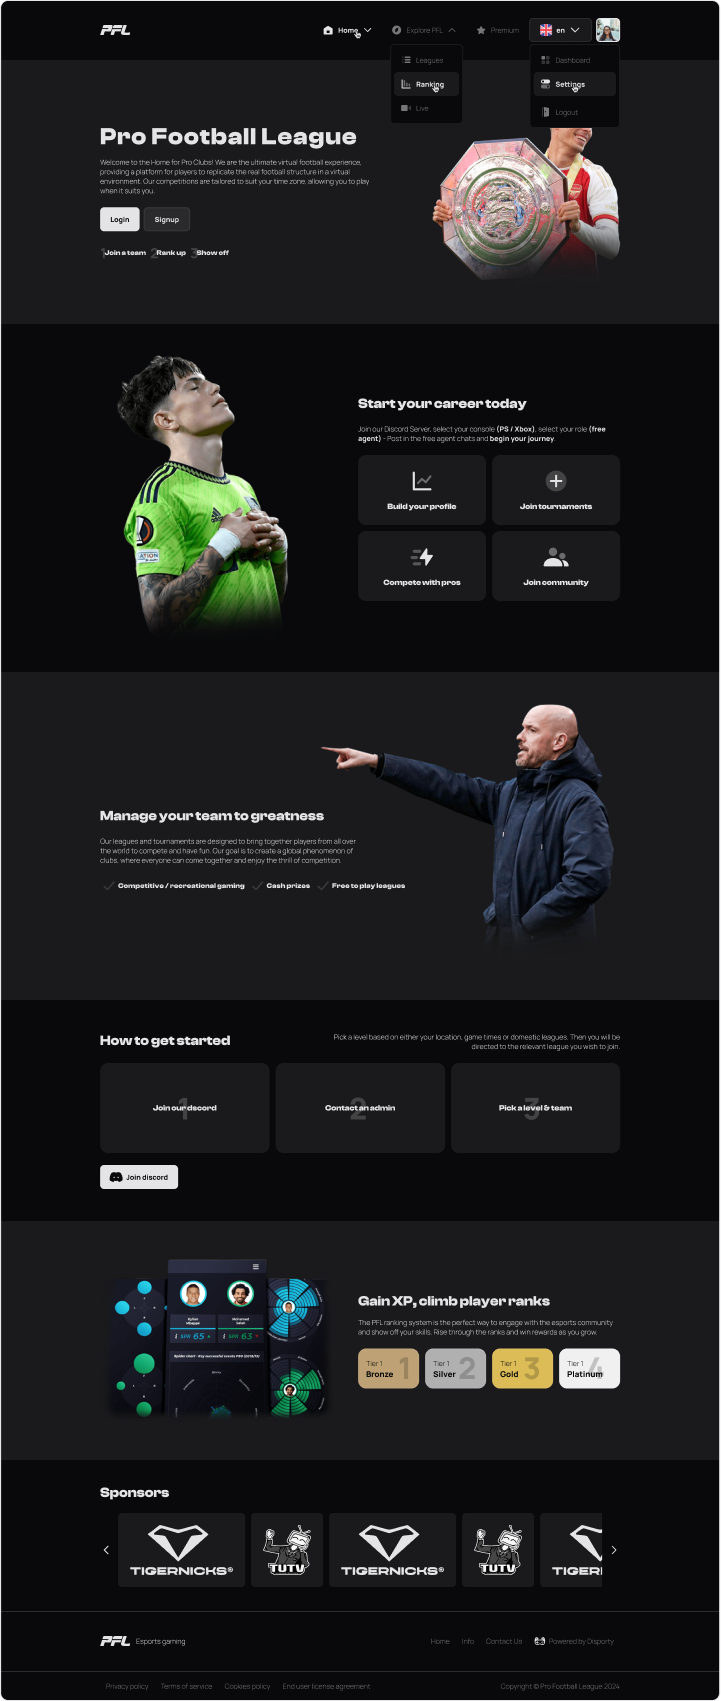 PFL
Home
Explore PFL
Premium
en
Leagues
Ranking
Live
Dashboard
Settings
Logout
Pro Football League
Welcome to the Home for Pro Clubs! We are the ultimate virtual football experience,
providing a platform for players to replicate the real football structure in a virtual
environment. Our competitions are tailored to suit your time zone, allowing you to play
when it suits you.
Login
Signup
1 Join a team
2 Rank up
3 Show off
Start your career today
Join our Discord Server, select your console (PS / Xbox), select your role (free
agent) - Post in the free agent chats and begin your journey.
Build your profile
Join tournaments
Compete with pros
Join community
Manage your team to greatness
Our leagues and tournaments are designed to bring together players from all over
the world to compete and have fun. Our goal is to create a global phenomenon of
clubs, where everyone can come together and enjoy the thrill of competition.
Competitive / recreational gaming
Cash prizes
Free to play leagues
How to get started
Pick a level based on either your location, game times or domestic leagues. Then you will be
directed to the relevant league you wish to join.
1 Join our dscord
2 Contact an admin
3 Pick a level & team
Join discord
Kylian
Mbappe
Mohamed
Salah
SPR 65
SPR 63
Gain XP, climb player ranks
The PFL ranking system is the perfect way to engage with the esports community
and show off your skills. Rise through the ranks and win rewards as you grow.
Tier 1
Bronze 1
Tier 1
Silver 2
Tier 1
Gold 3
Tier 1
Platinum 4
Sponsors
TIGERNICKS®
TUTV
TIGERNICKS®
TUTV
TIGERN
PFL Esports gaming
Home
Info
Contact Us
Powered by Disporty
Privacy policy
Terms of service
Cookies policy
End user license agreement
Copyright © Pro Football League 2024